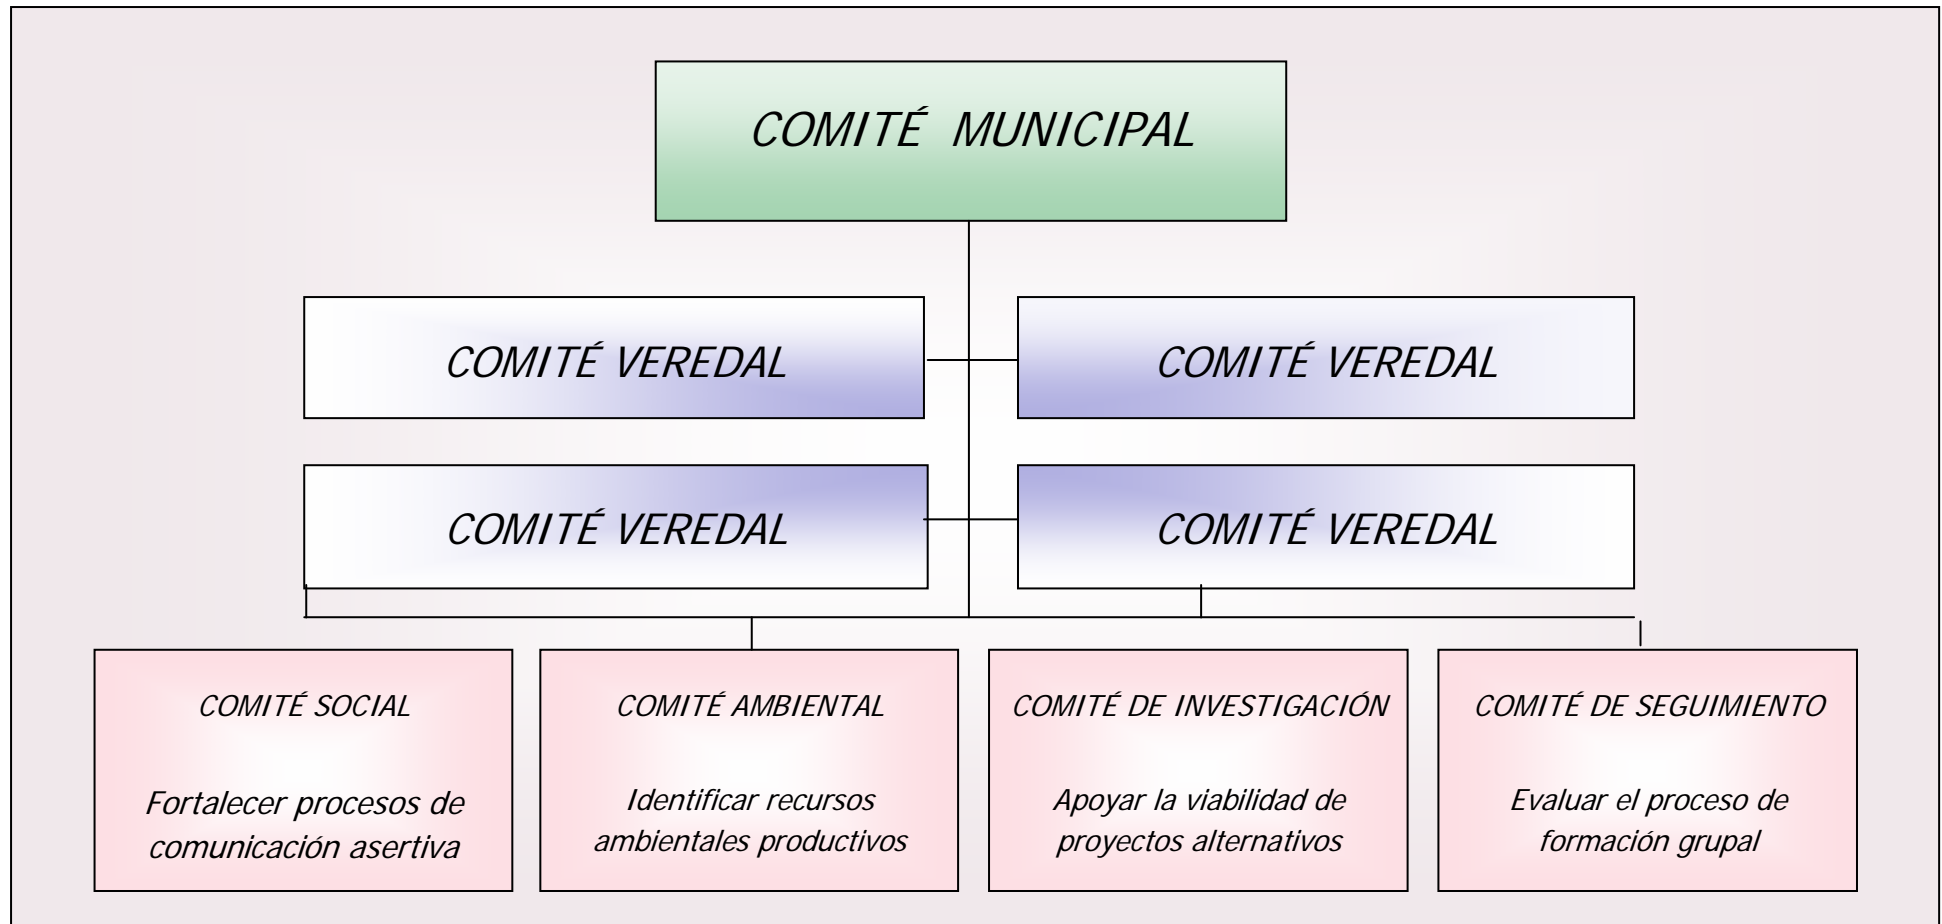 COMITÉ MUNICIPAL
COMITÉ VEREDAL
COMITÉ VEREDAL
COMITÉ VEREDAL
COMITÉ VEREDAL
COMITÉ SOCIAL
Fortalecer procesos de
comunicación asertiva
COMITÉ AMBIENTAL
Identificar recursos
ambientales productivos
COMITÉ DE INVESTIGACIÓN
Apoyar la viabilidad de
proyectos alternativos
COMITÉ DE SEGUIMIENTO
Evaluar el proceso de
formación grupal